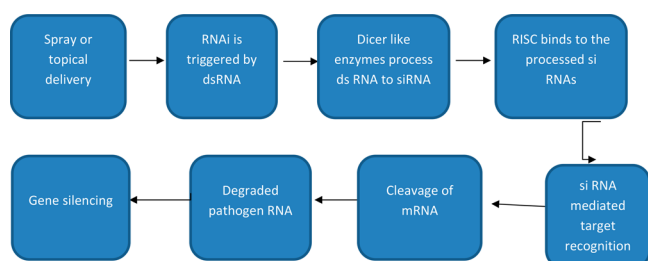 Spray or
topical
delivery
RNAi is
triggered by
dsRNA
Dicer like
enzymes process
ds RNA to siRNA
RISC binds to the
processed si
RNAs
si RNA
mediated
target
recognition
Cleavage of
mRNA
Degraded
pathogen RNA
Gene silencing